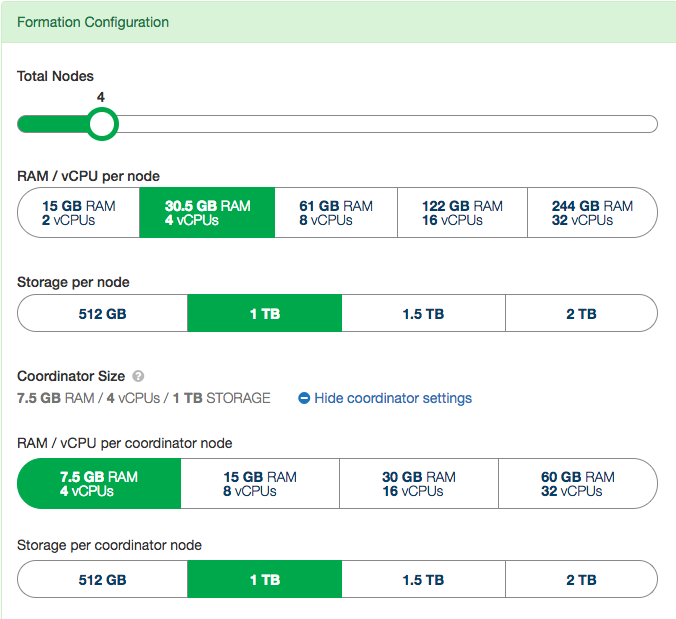 Formation Configuration
Total Nodes
4
RAM / vCPU per node
15 GB RAM 30.5 GB RAM 61 GB RAM 122 GB RAM 244 GB RAM
2 vCPUs 4 vCPUs 8 vCPUs 16 vCPUs 32 vCPUs
Storage per node
512 GB 1 TB 1.5 TB 2 TB
Coordinator Size ?
7.5 GB RAM / 4 vCPUs / 1 TB STORAGE Hide coordinator settings
RAM / vCPU per coordinator node
7.5 GB RAM 15 GB RAM 30 GB RAM 60 GB RAM
4 vCPUs 8 vCPUs 16 vCPUs 32 vCPUs
Storage per coordinator node
512 GB 1 TB 1.5 TB 2 TB